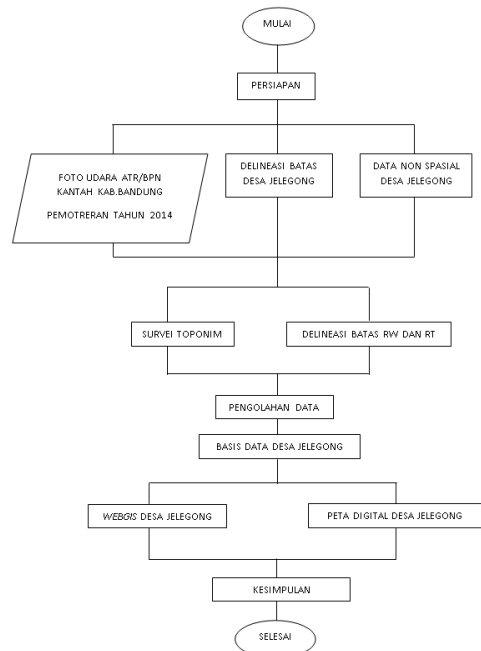 MULAI
PERSIAPAN
FOTO UDARA ATR/BPN
KANTAH KAB.BANDUNG
PEMOTRERAN TAHUN 2014
DELINEASI BATAS
DESA JELEGONG
DATA NON SPASIAL
DESA JELEGONG
SURVEI TOPONIM
DELINEASI BATAS RW DAN RT
PENGOLAHAN DATA
BASIS DATA DESA JELEGONG
WEBGIS DESA JELEGONG
PETA DIGITAL DESA JELEGONG
KESIMPULAN
SELESAI